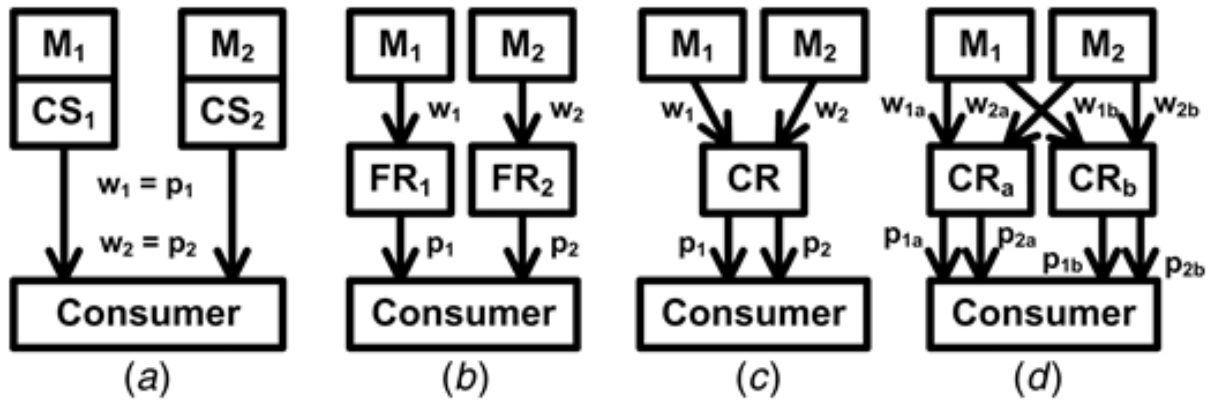 M₁ M₂
CS₁ CS₂
w₁ = p₁
w₂ = p₂
Consumer
(a)
M₁ M₂
w₁ w₂
FR₁ FR₂
p₁ p₂
Consumer
(b)
M₁ M₂
w₁ w₂
CR
p₁ p₂
Consumer
(c)
M₁ M₂
w₁ₐ w₂ₐ w₁b w₂b
CRₐ CRb
p₁ₐ p₂ₐ p₁b p₂b
Consumer
(d)